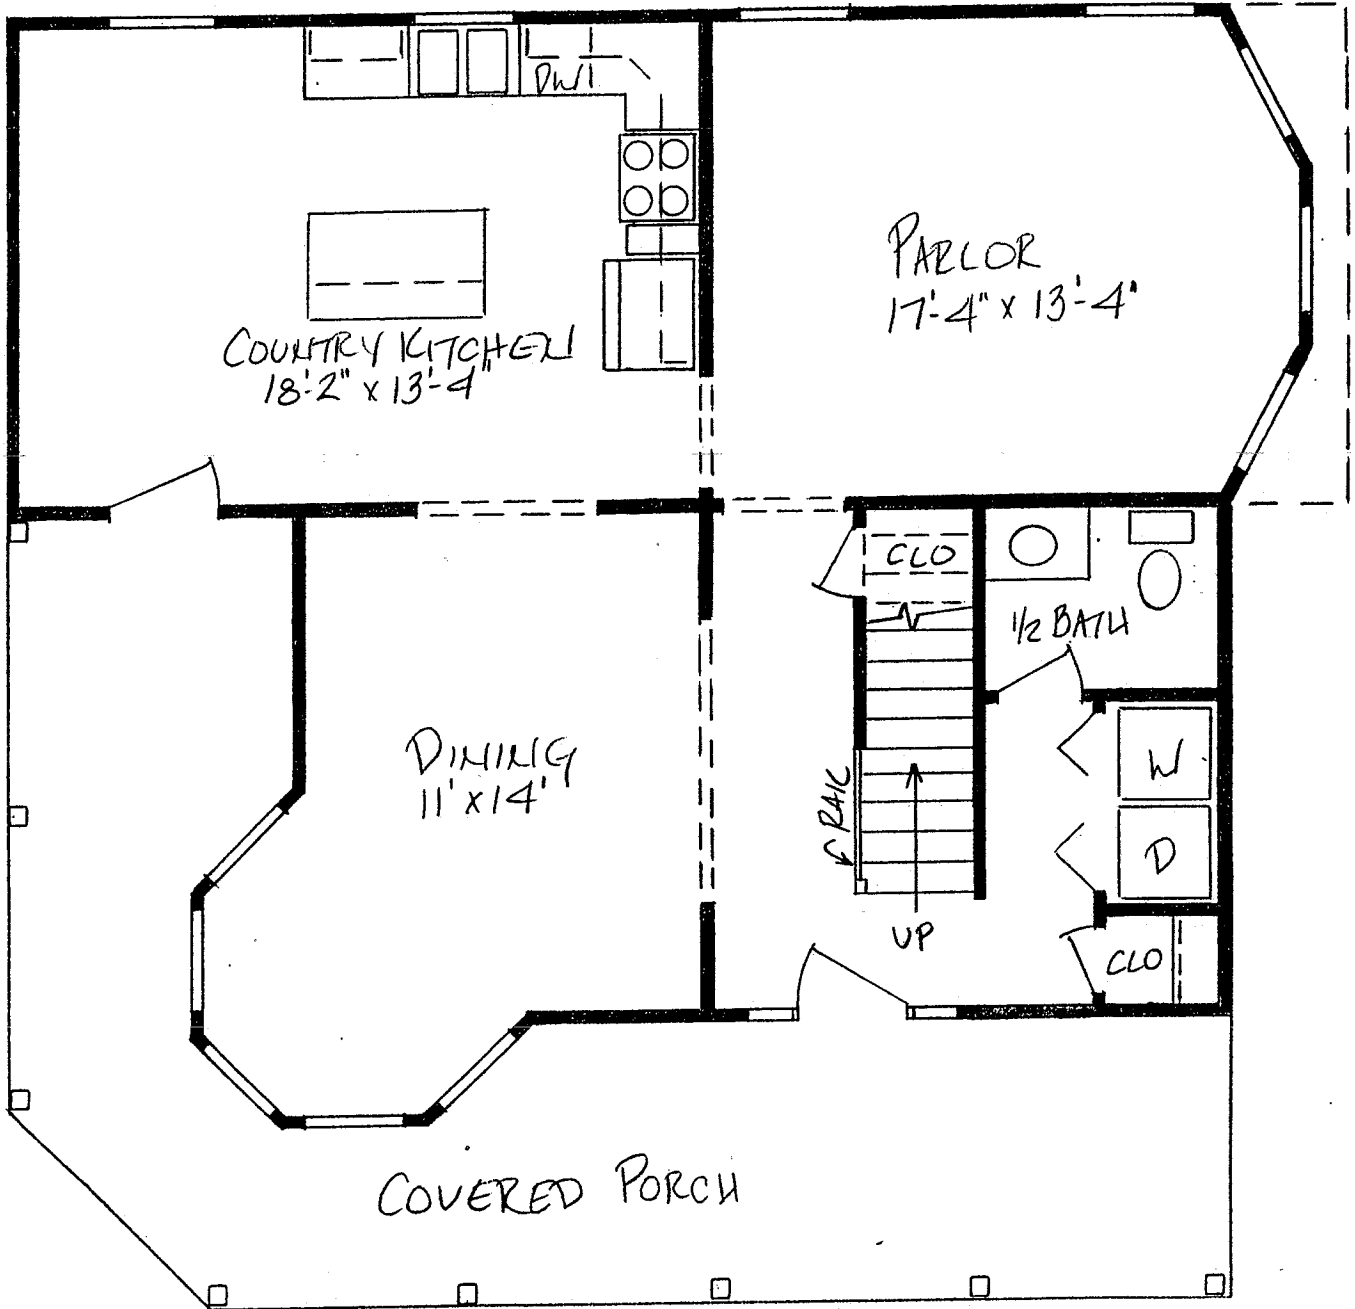 DW
PARLOR
17'-4" x 13'-4"
COUNTRY KITCHEN
18'-2" x 13'-4"
CLO
1/2 BATH
DINING
11' x 14'
RAIL
W
D
UP
CLO
COVERED PORCH